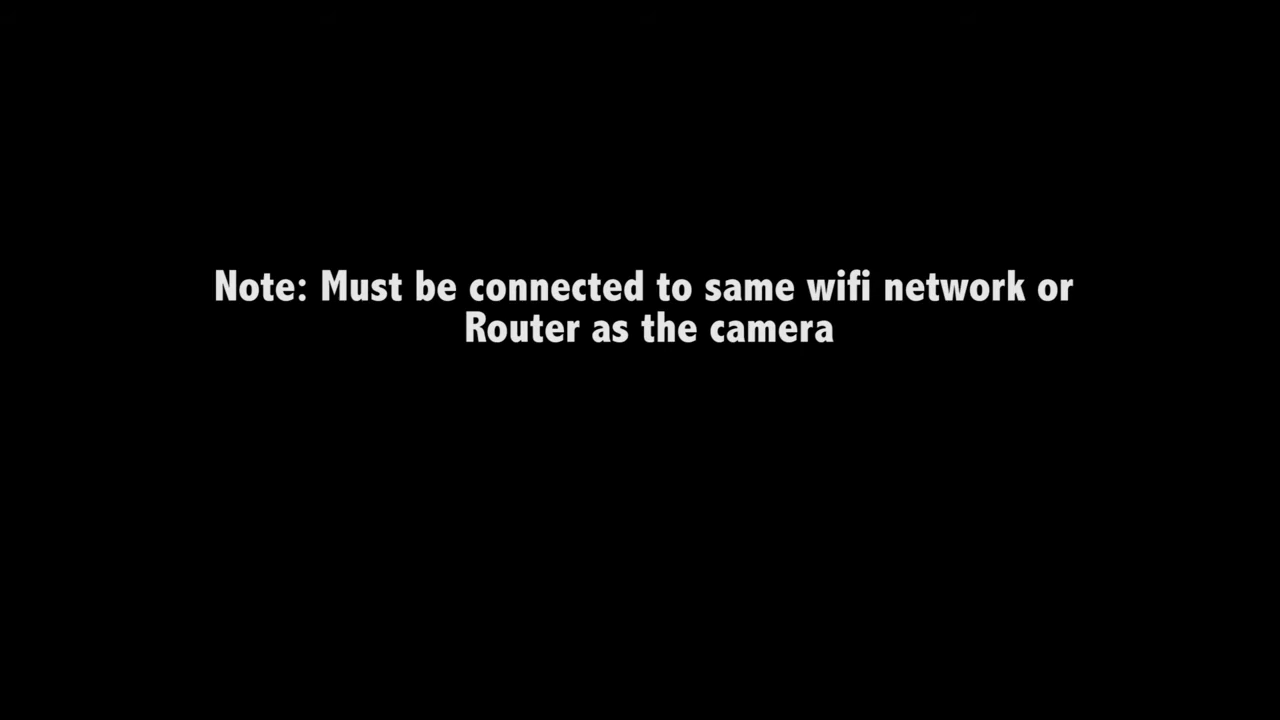 Note: Must be connected to same wifi network or
Router as the camera